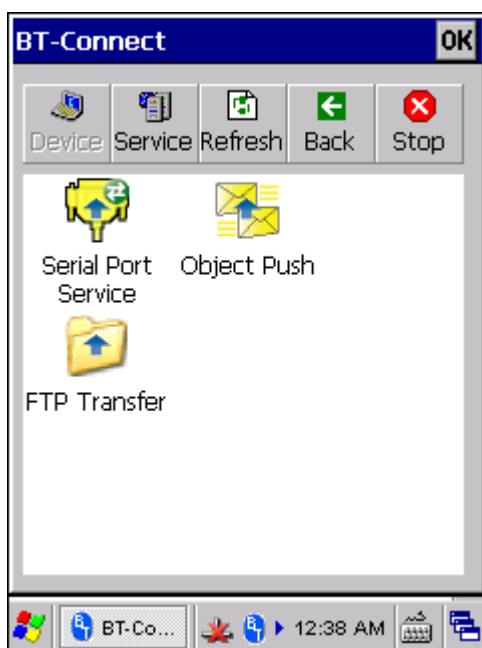 BT-Connect OK
Device Service Refresh Back Stop
Serial Port Object Push
Service
FTP Transfer
BT-Co... 12:38 AM